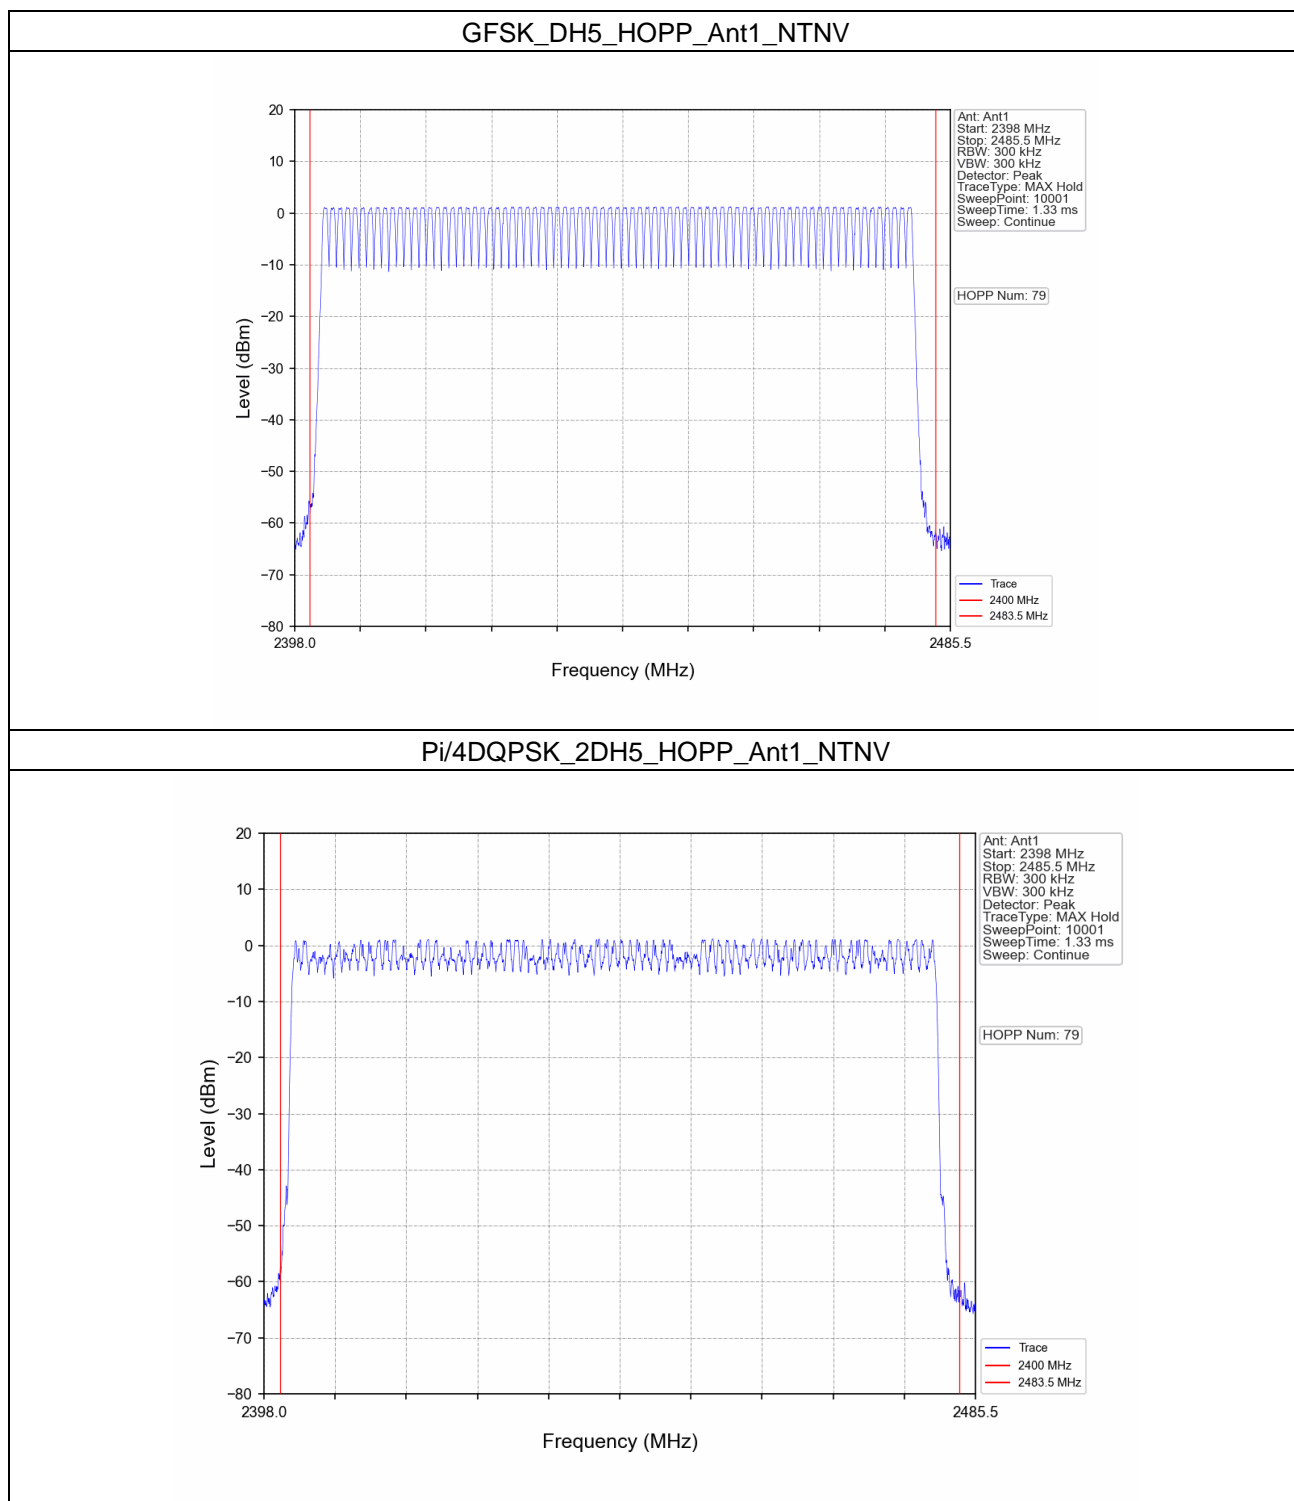 GFSK_DH5_HOPP_Ant1_NTNV
20
10
0
−10
−20
−30
−40
−50
−60
−70
−80
Level (dBm)
2398.0
2485.5
Frequency (MHz)
Ant: Ant1
Start: 2398 MHz
Stop: 2485.5 MHz
RBW: 300 kHz
VBW: 300 kHz
Detector: Peak
TraceType: MAX Hold
SweepPoint: 10001
SweepTime: 1.33 ms
Sweep: Continue
HOPP Num: 79
Trace
2400 MHz
2483.5 MHz
Pi/4DQPSK_2DH5_HOPP_Ant1_NTNV
20
10
0
−10
−20
−30
−40
−50
−60
−70
−80
Level (dBm)
2398.0
2485.5
Frequency (MHz)
Ant: Ant1
Start: 2398 MHz
Stop: 2485.5 MHz
RBW: 300 kHz
VBW: 300 kHz
Detector: Peak
TraceType: MAX Hold
SweepPoint: 10001
SweepTime: 1.33 ms
Sweep: Continue
HOPP Num: 79
Trace
2400 MHz
2483.5 MHz